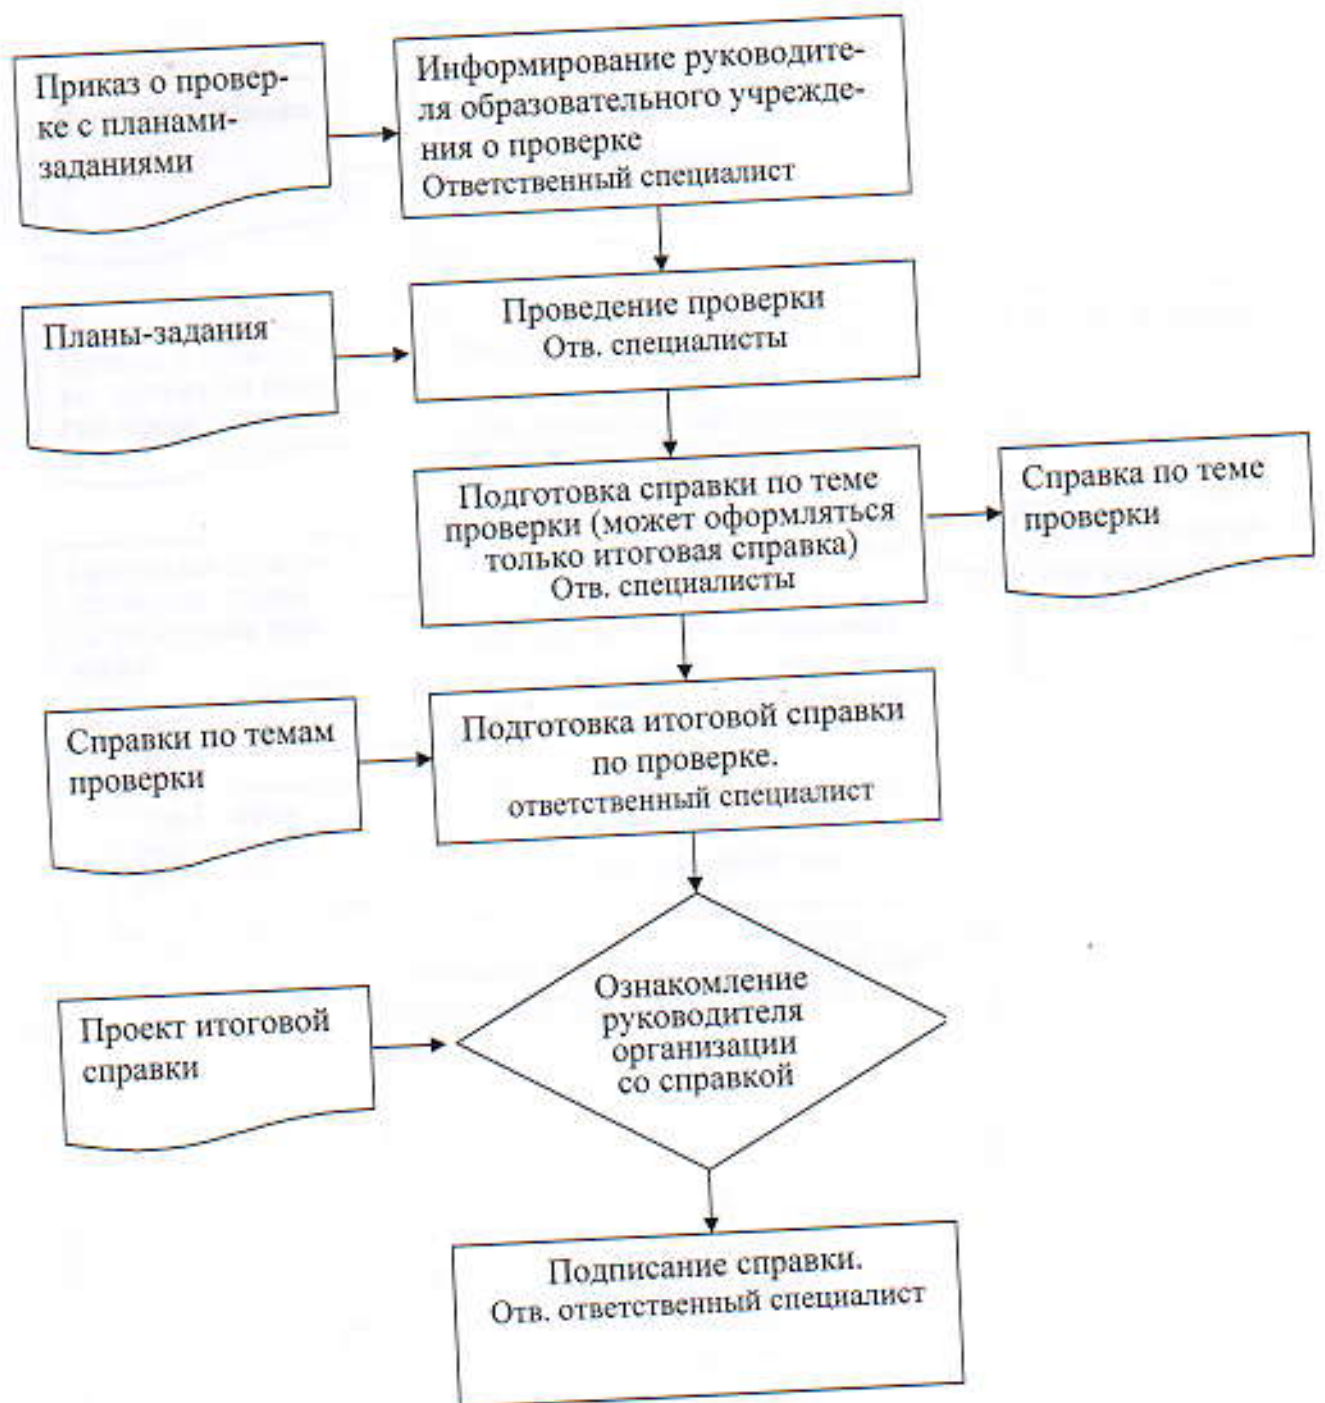 Приказ о провер-
ке с планами-
заданиями
Информирование руководите-
ля образовательного учрежде-
ния о проверке
Ответственный специалист
Планы-задания
Проведение проверки
Отв. специалисты
Подготовка справки по теме
проверки (может оформляться
только итоговая справка)
Отв. специалисты
Справка по теме
проверки
Справки по темам
проверки
Подготовка итоговой справки
по проверке.
ответственный специалист
Проект итоговой
справки
Ознакомление
руководителя
организации
со справкой
Подписание справки.
Отв. ответственный специалист